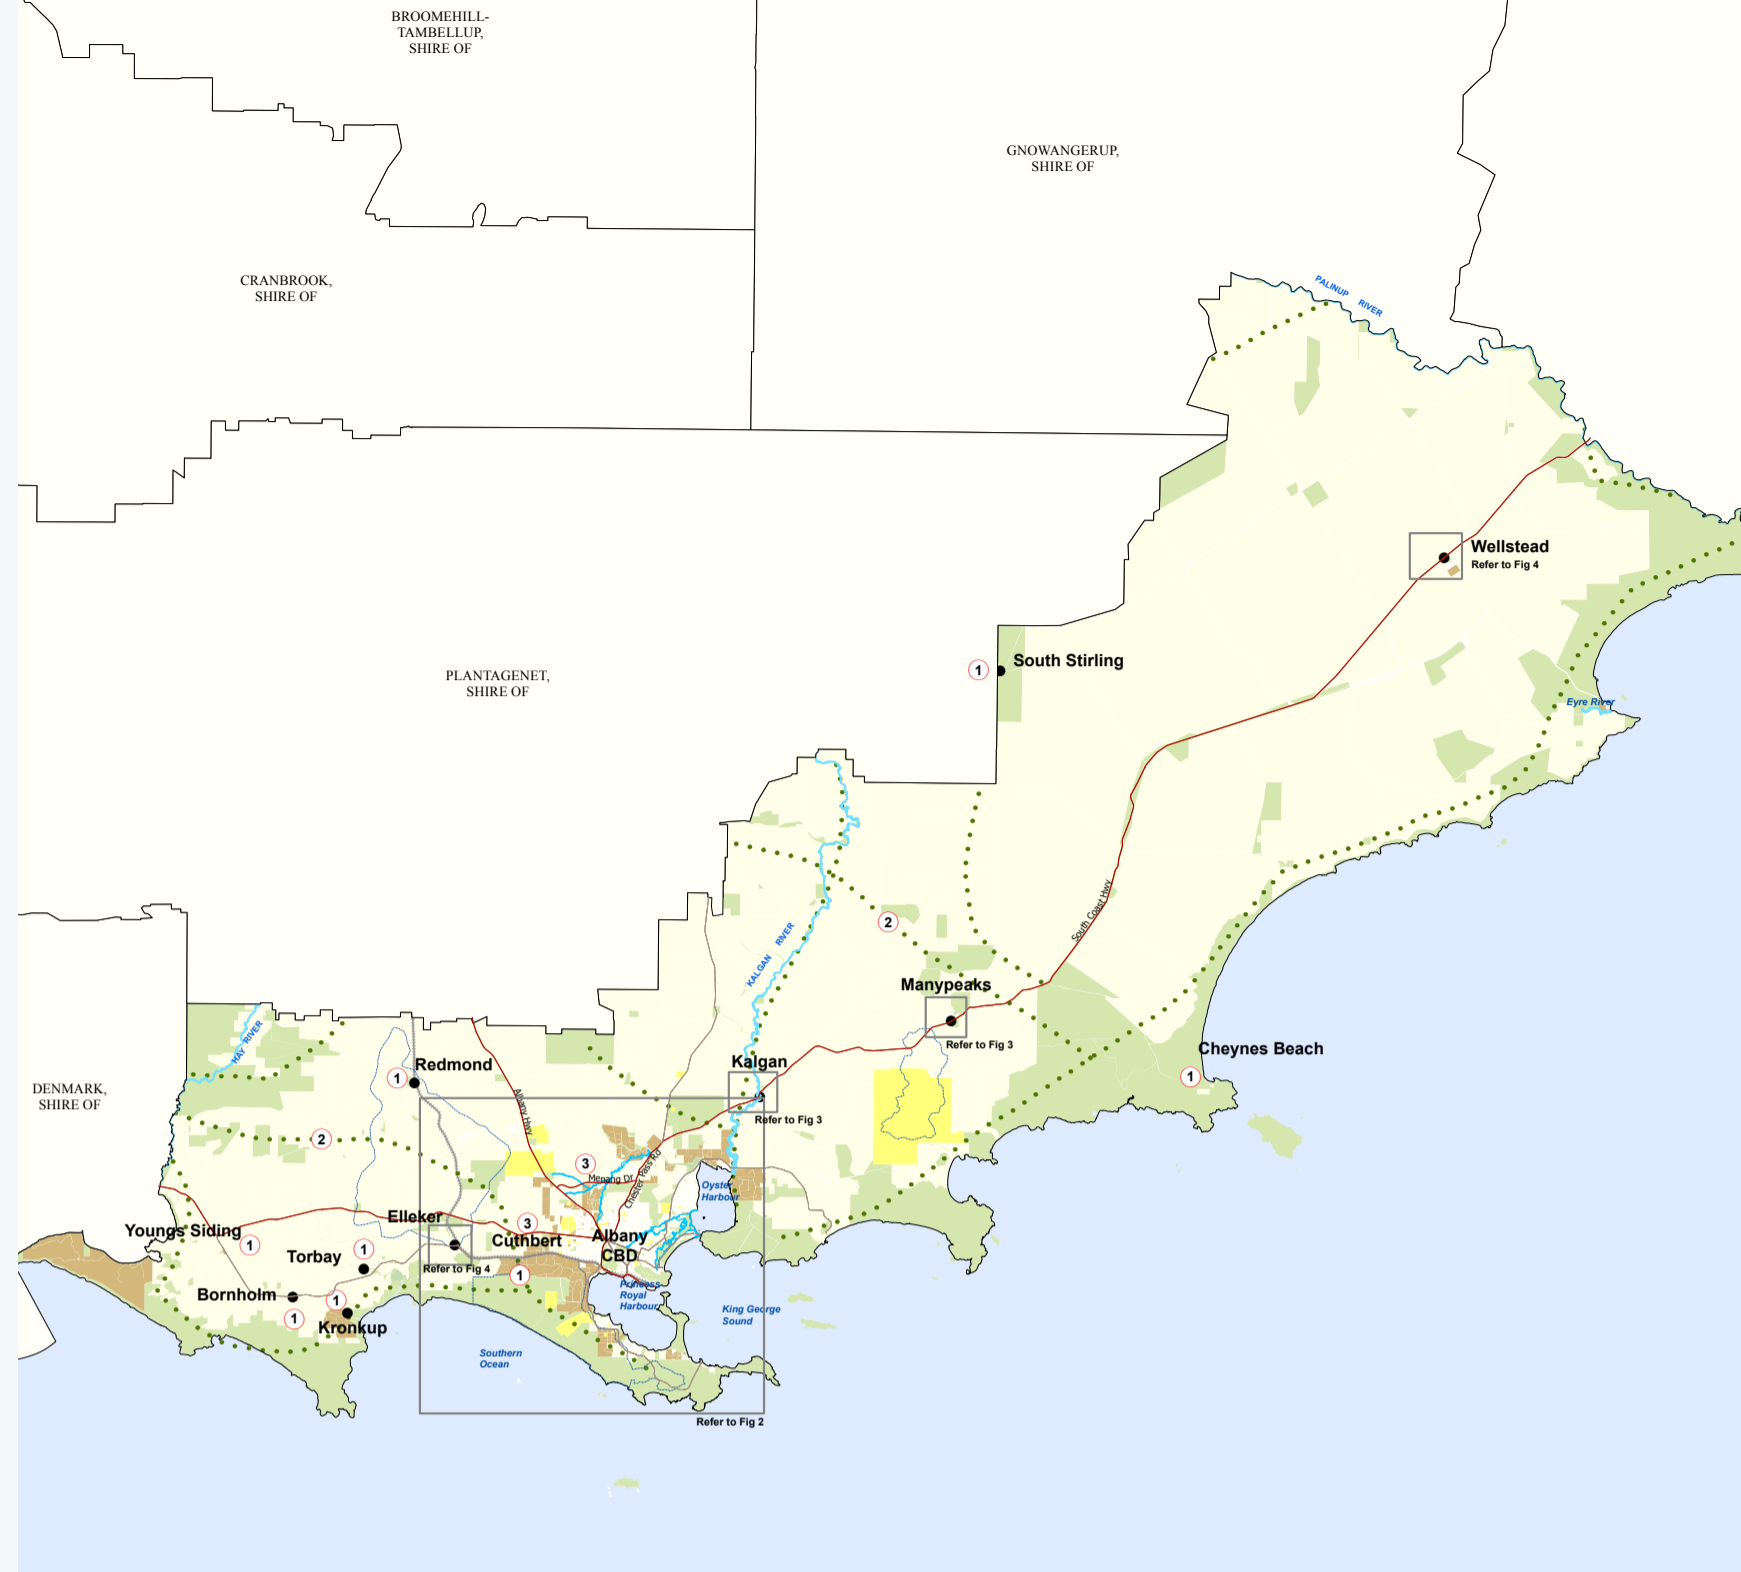 BROOMEHILL-
TAMBELLUP,
SHIRE OF
GNOWANGERUP,
SHIRE OF
CRANBROOK,
SHIRE OF
PALINUP RIVER
Wellstead
Refer to Fig 4
1
South Stirling
PLANTAGENET,
SHIRE OF
Eyre River
South Coast Hwy
2
KALGAN RIVER
Manypeaks
Refer to Fig 3
HAY RIVER
Cheynes Beach
1
Redmond
1
Kalgan
Refer to Fig 3
DENMARK,
SHIRE OF
Albany Hwy
2
3
Menang Dr
Chester Pass Rd
Oyster
Harbour
Elleker
Refer to Fig 4
3
Cuthbert
1
Albany
CBD
Youngs Siding
1
Torbay
1
Bornholm
1
1
Kronkup
Princess
Royal
Harbour
King George
Sound
Southern
Ocean
Refer to Fig 2